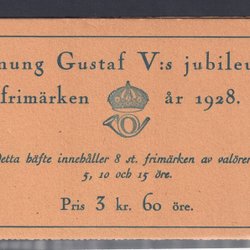 nung Gustaf V:s jubileu
frimärken år 1928.
Detta häfte innehåller 8 st. frimärken av valören
5, 10 och 15 öre.
Pris 3 kr. 60 öre.